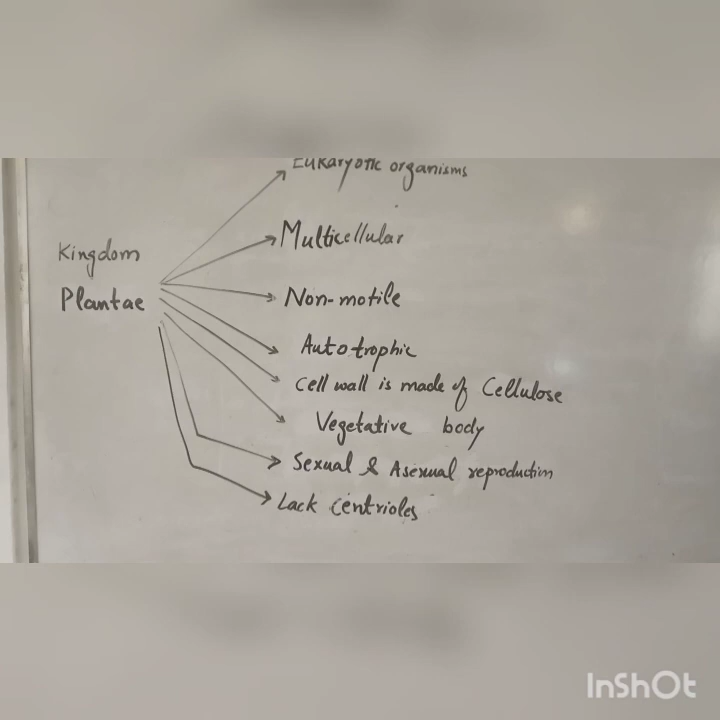 Eukaryotic organisms
Multicellular
Kingdom
Plantae
Non-motile
Autotrophic
Cell wall is made of Cellulose
Vegetative body
Sexual & Asexual reproduction
Lack Centrioles
InShOt